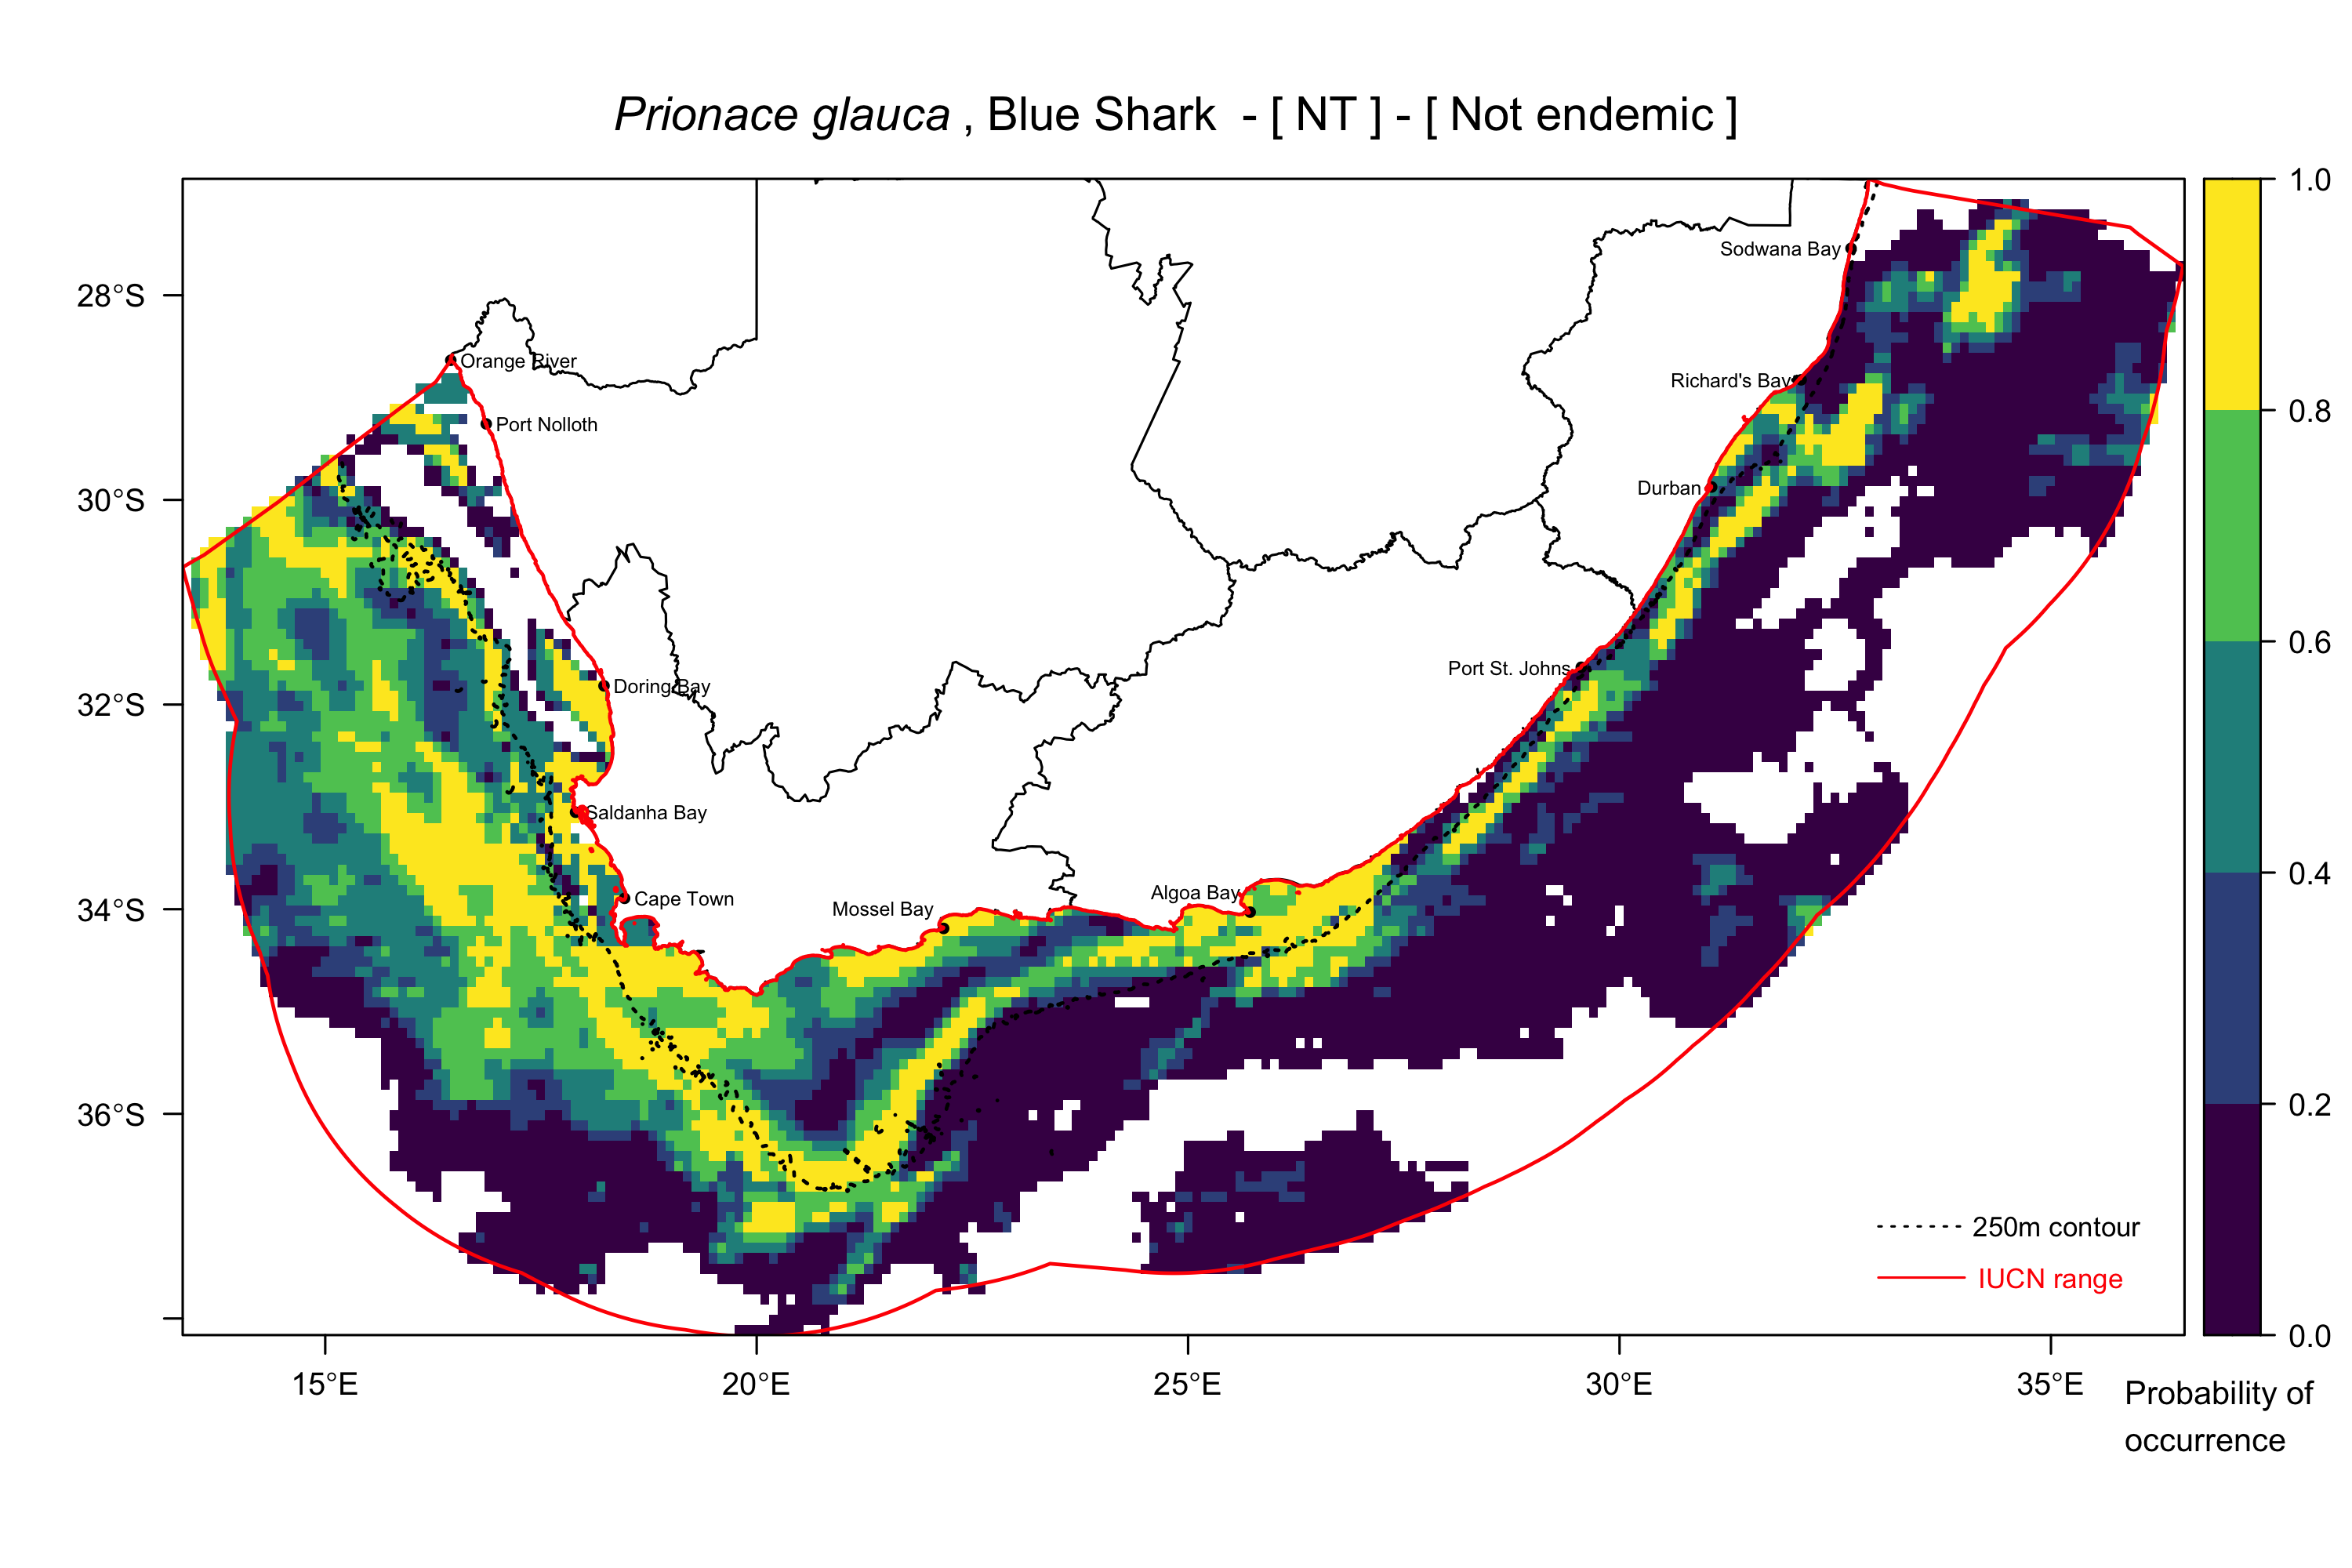 Prionace glauca , Blue Shark - [ NT ] - [ Not endemic ]
1.0
Sodwana Bay
28°S
Orange River
Richard's Bay
0.8
Port Nolloth
Durban
30°S
0.6
Port St. Johns
Doring Bay
32°S
Saldanha Bay
0.4
Algoa Bay
Cape Town
Mossel Bay
34°S
0.2
36°S
250m contour
IUCN range
0.0
15°E
20°E
25°E
30°E
35°E
Probability of
occurrence